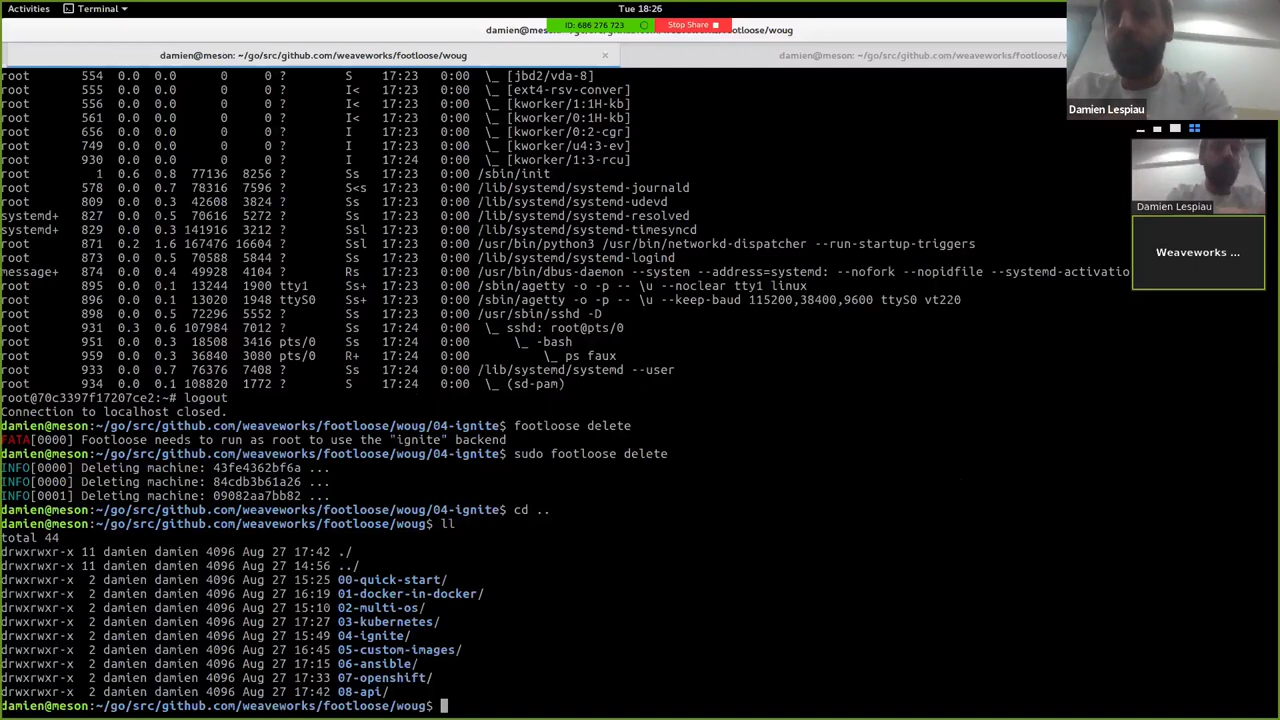 Activities
Terminal
Tue 18:26
ID: 686 276 723
Stop Share
damien@meson: ~/go/src/github.com/weaveworks/footloose/woug
damien@meson: ~/go/src/github.com/weaveworks/footloose/woug
damien@meson: ~/go/src/github.com/weav
root 554 0.0 0.0 0 0 ? S 17:23 0:00 \_ [jbd2/vda-8]
root 555 0.0 0.0 0 0 ? I< 17:23 0:00 \_ [ext4-rsv-conver]
root 556 0.0 0.0 0 0 ? I< 17:23 0:00 \_ [kworker/1:1H-kb]
root 561 0.0 0.0 0 0 ? I< 17:23 0:00 \_ [kworker/0:1H-kb]
root 656 0.0 0.0 0 0 ? I 17:23 0:00 \_ [kworker/0:2-cgr]
root 749 0.0 0.0 0 0 ? I 17:23 0:00 \_ [kworker/u4:3-ev]
root 930 0.0 0.0 0 0 ? I 17:24 0:00 \_ [kworker/1:3-rcu]
root 1 0.6 0.8 77136 8256 ? Ss 17:23 0:00 /sbin/init
root 578 0.0 0.7 78316 7596 ? S<s 17:23 0:00 /lib/systemd/systemd-journald
root 809 0.0 0.3 42608 3824 ? Ss 17:23 0:00 /lib/systemd/systemd-udevd
systemd+ 827 0.0 0.5 70616 5272 ? Ss 17:23 0:00 /lib/systemd/systemd-resolved
systemd+ 829 0.0 0.3 141916 3212 ? Ssl 17:23 0:00 /lib/systemd/systemd-timesyncd
root 871 0.2 1.6 167476 16604 ? Ssl 17:23 0:00 /usr/bin/python3 /usr/bin/networkd-dispatcher --run-startup-triggers
root 873 0.0 0.5 70588 5844 ? Ss 17:23 0:00 /lib/systemd/systemd-logind
message+ 874 0.0 0.4 49928 4104 ? Rs 17:23 0:00 /usr/bin/dbus-daemon --system --address=systemd: --nofork --nopidfile --systemd-activatio
root 895 0.0 0.1 13244 1900 tty1 Ss+ 17:23 0:00 /sbin/agetty -o -p -- \u --noclear tty1 linux
root 896 0.0 0.1 13020 1948 ttyS0 Ss+ 17:23 0:00 /sbin/agetty -o -p -- \u --keep-baud 115200,38400,9600 ttyS0 vt220
root 898 0.0 0.5 72296 5552 ? Ss 17:23 0:00 /usr/sbin/sshd -D
root 931 0.3 0.6 107984 7012 ? Ss 17:24 0:00 \_ sshd: root@pts/0
root 951 0.0 0.3 18508 3416 pts/0 Ss 17:24 0:00 \_ -bash
root 959 0.0 0.3 36840 3080 pts/0 R+ 17:24 0:00 \_ ps faux
root 933 0.0 0.7 76376 7408 ? Ss 17:24 0:00 /lib/systemd/systemd --user
root 934 0.0 0.1 108820 1772 ? S 17:24 0:00 \_ (sd-pam)
root@70c3397f17207ce2:~# logout
Connection to localhost closed.
damien@meson:~/go/src/github.com/weaveworks/footloose/woug/04-ignite$ footloose delete
FATA[0000] Footloose needs to run as root to use the "ignite" backend
damien@meson:~/go/src/github.com/weaveworks/footloose/woug/04-ignite$ sudo footloose delete
INFO[0000] Deleting machine: 43fe4362bf6a ...
INFO[0000] Deleting machine: 84cdb3b61a26 ...
INFO[0001] Deleting machine: 09082aa7bb82 ...
damien@meson:~/go/src/github.com/weaveworks/footloose/woug/04-ignite$ cd ..
damien@meson:~/go/src/github.com/weaveworks/footloose/woug$ ll
total 44
drwxrwxr-x 11 damien damien 4096 Aug 27 17:42 ./
drwxrwxr-x 11 damien damien 4096 Aug 27 14:56 ../
drwxrwxr-x 2 damien damien 4096 Aug 27 15:25 00-quick-start/
drwxrwxr-x 2 damien damien 4096 Aug 27 16:19 01-docker-in-docker/
drwxrwxr-x 2 damien damien 4096 Aug 27 15:10 02-multi-os/
drwxrwxr-x 2 damien damien 4096 Aug 27 17:27 03-kubernetes/
drwxrwxr-x 2 damien damien 4096 Aug 27 15:49 04-ignite/
drwxrwxr-x 2 damien damien 4096 Aug 27 16:45 05-custom-images/
drwxrwxr-x 2 damien damien 4096 Aug 27 17:15 06-ansible/
drwxrwxr-x 2 damien damien 4096 Aug 27 17:33 07-openshift/
drwxrwxr-x 2 damien damien 4096 Aug 27 17:42 08-api/
damien@meson:~/go/src/github.com/weaveworks/footloose/woug$
Damien Lespiau
Damien Lespiau
Weaveworks ...